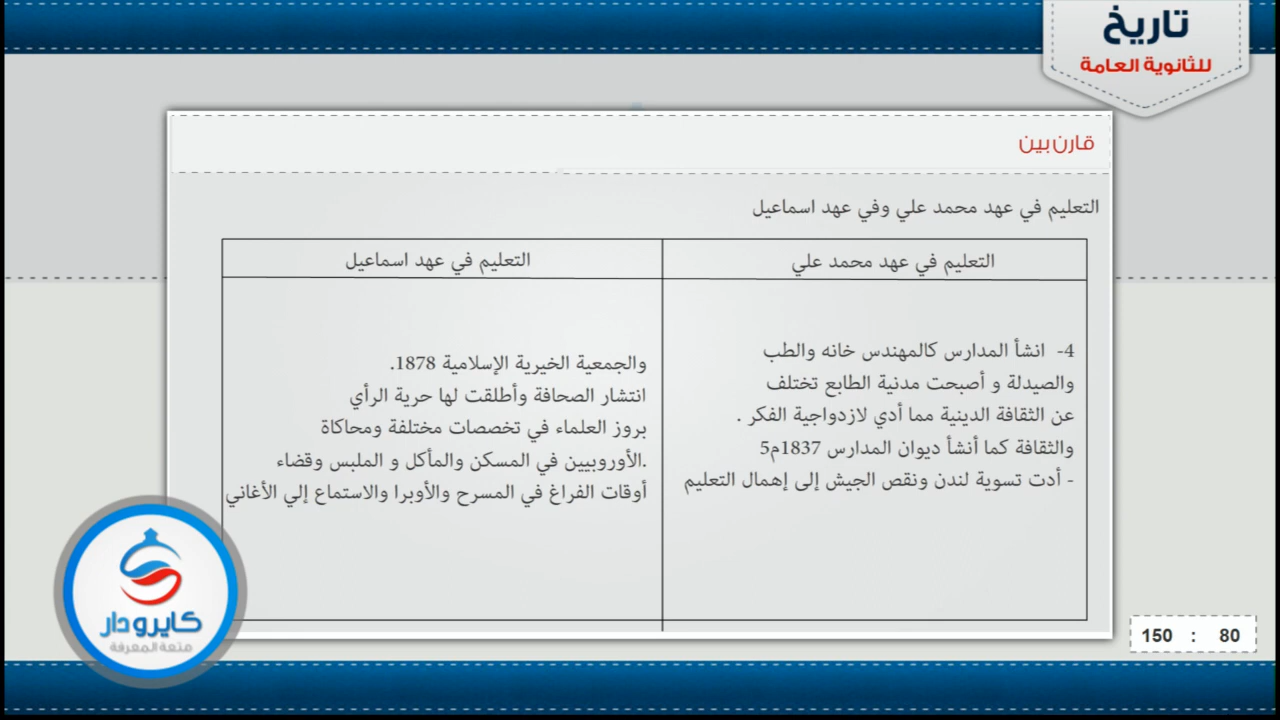 تاريخ
للثانوية العامة
قارن بين
التعليم في عهد محمد علي وفي عهد اسماعيل
التعليم في عهد محمد علي
التعليم في عهد اسماعيل
4- انشأ المدارس كالمهندس خانه والطب
والصيدلة و أصبحت مدنية الطابع تختلف
عن الثقافة الدينية مما أدي لازدواجية الفكر .
والثقافة كما أنشأ ديوان المدارس 1837م5
- أدت تسوية لندن ونقص الجيش إلى إهمال التعليم
والجمعية الخيرية الإسلامية 1878.
انتشار الصحافة وأطلقت لها حرية الرأي
بروز العلماء في تخصصات مختلفة ومحاكاة
.الأوروبيين في المسكن والمأكل و الملبس وقضاء
أوقات الفراغ في المسرح والأوبرا والاستماع إلي الأغاني
كايرودار
متعة المعرفة
150 : 80